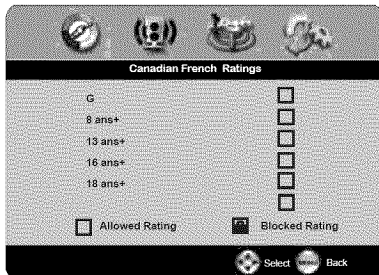 Canadian French Ratings
G
8 ans+
13 ans+
16 ans+
18 ans+
Allowed Rating Blocked Rating
Select Back